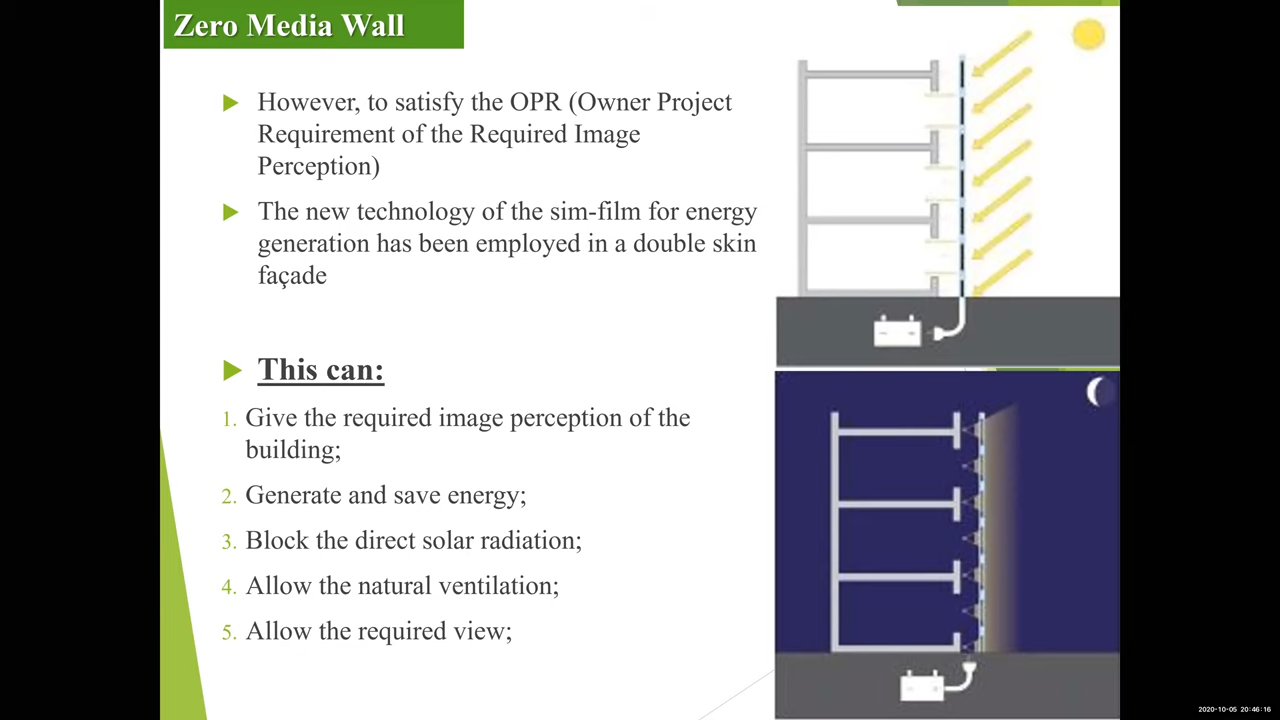 Zero Media Wall
However, to satisfy the OPR (Owner Project
Requirement of the Required Image
Perception)
The new technology of the sim-film for energy
generation has been employed in a double skin
façade
This can:
1. Give the required image perception of the
building;
2. Generate and save energy;
3. Block the direct solar radiation;
4. Allow the natural ventilation;
5. Allow the required view;
2020-10-05 20:46:16